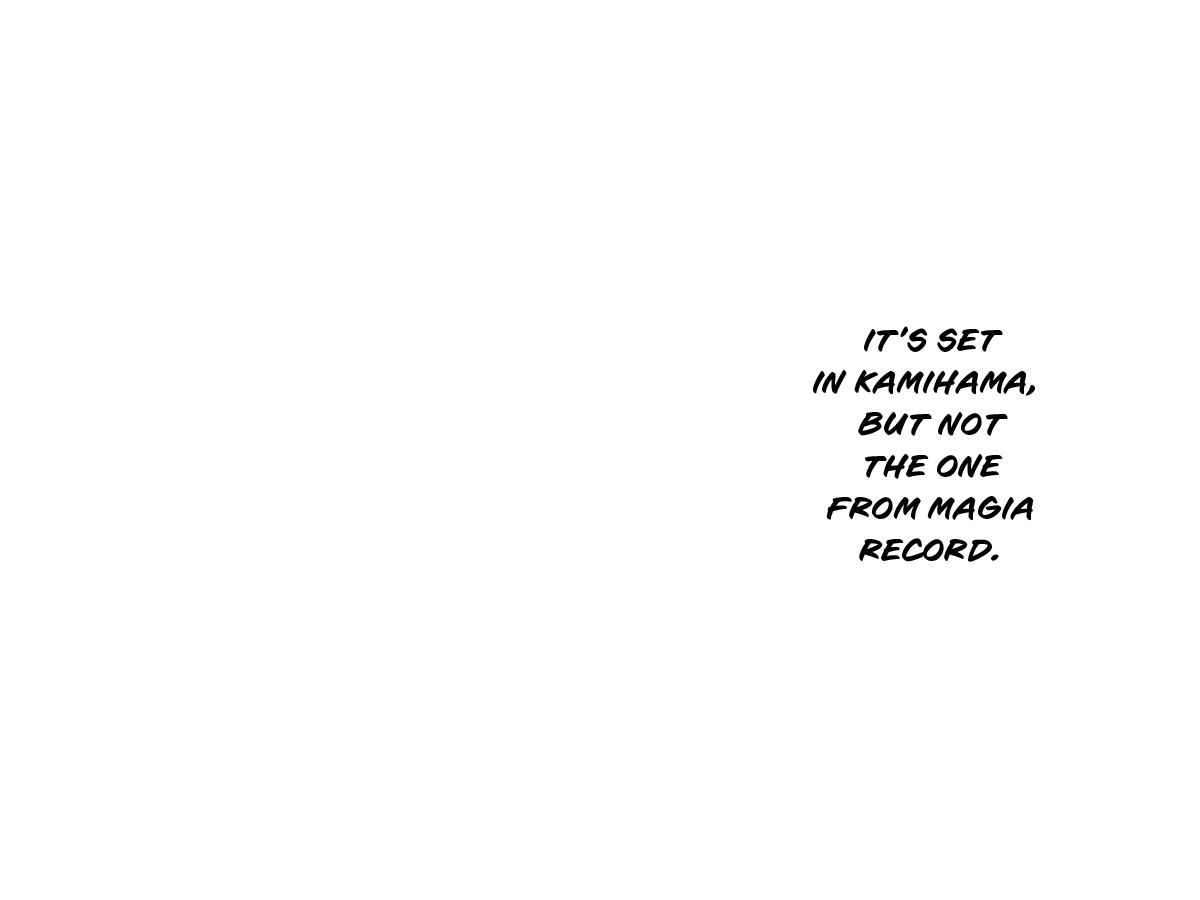 IT'S SET
IN KAMIHAMA,
BUT NOT
THE ONE
FROM MAGIA
RECORD.